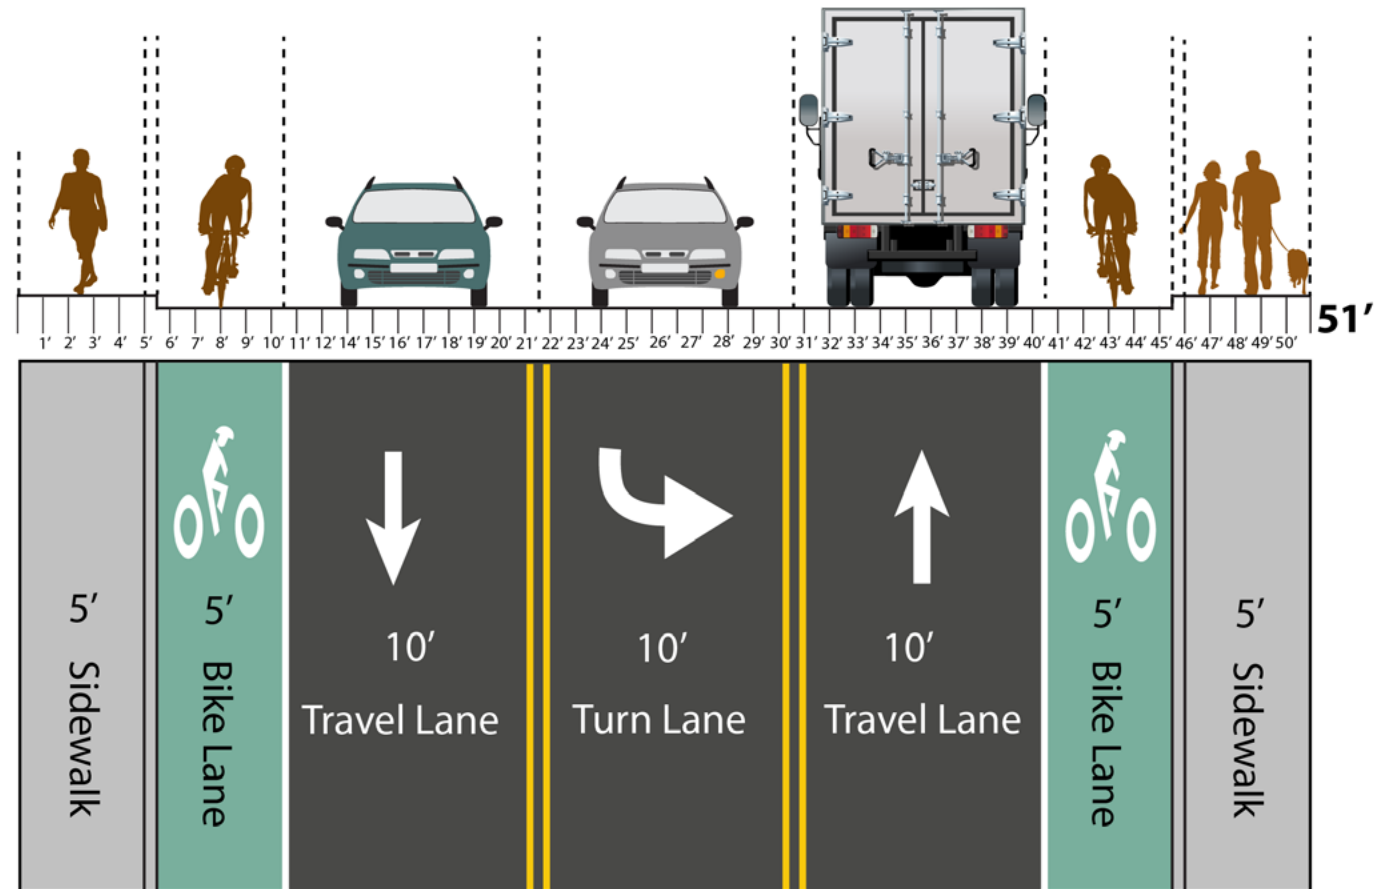 51’
1’ 2’ 3’ 4’ 5’ 6’ 7’ 8’ 9’ 10’ 11’ 12’ 14’ 15’ 16’ 17’ 18’ 19’ 20’ 21’ 22’ 23’ 24’ 25’ 26’ 27’ 28’ 29’ 30’ 31’ 32’ 33’ 34’ 35’ 36’ 37’ 38’ 39’ 40’ 41’ 42’ 43’ 44’ 45’ 46’ 47’ 48’ 49’ 50’
5’ Sidewalk
5’ Bike Lane
10’
Travel Lane
10’
Turn Lane
10’
Travel Lane
5’ Bike Lane
5’ Sidewalk